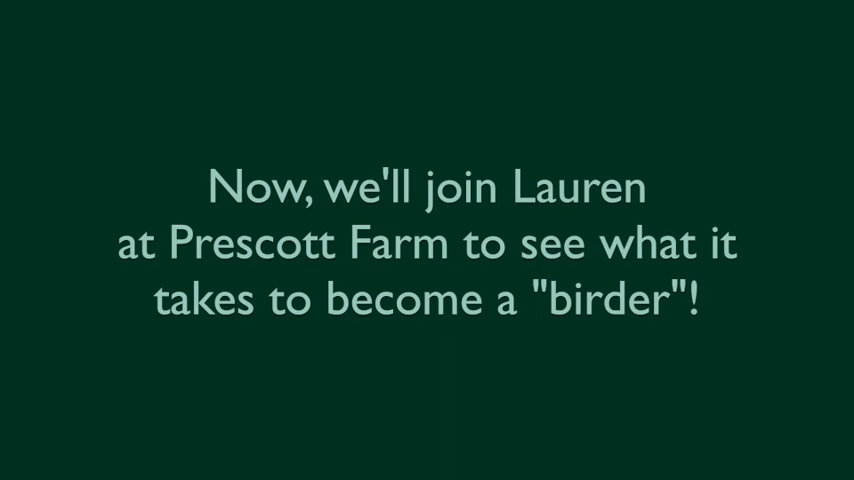 Now, we'll join Lauren
at Prescott Farm to see what it
takes to become a "birder"!